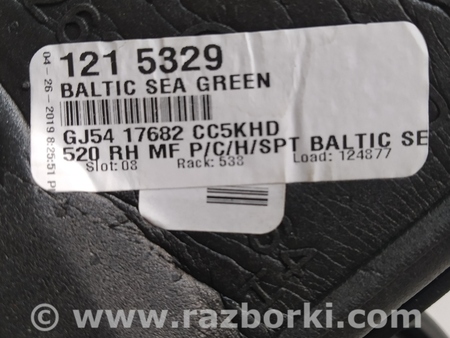 04-26-2019 8:25:51 P
121 5329
BALTIC SEA GREEN
GJ54 17682 CC5KHD
520 RH MF P/C/H/SPT BALTIC SE
Slot: 08 Rack: 533 Load: 124877
© www.razborki.com